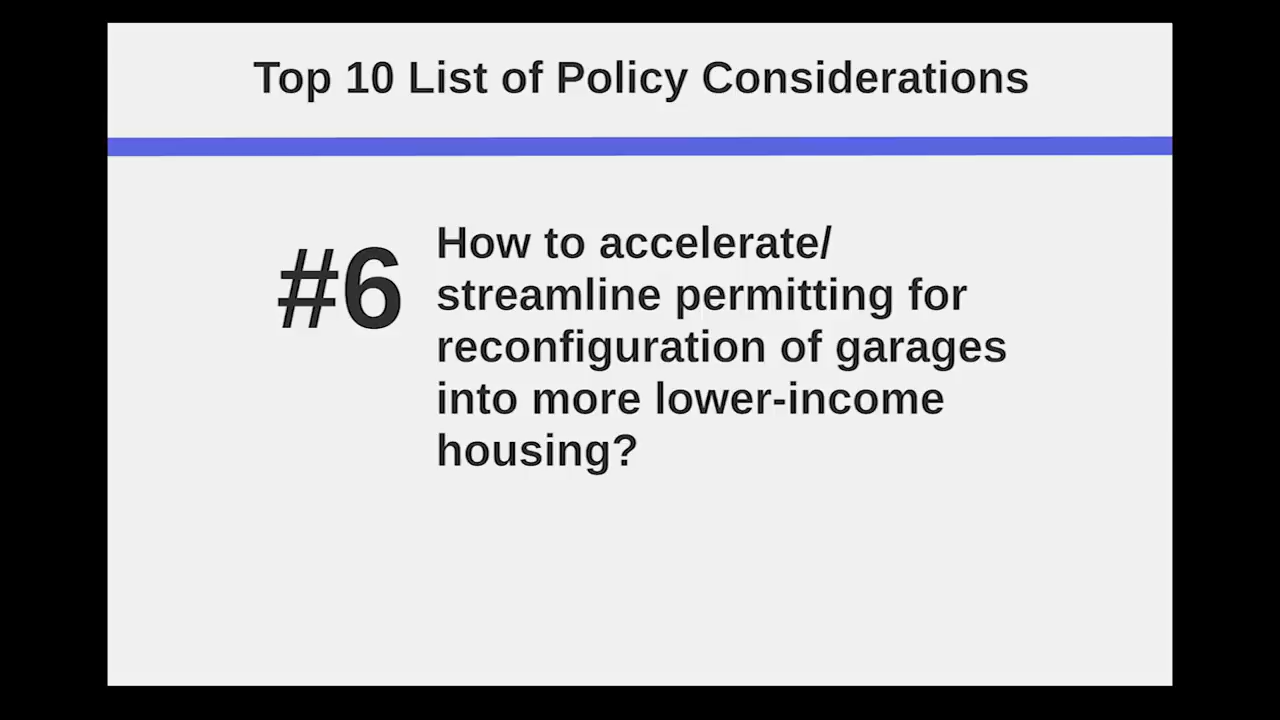 Top 10 List of Policy Considerations
#6
How to accelerate/
streamline permitting for
reconfiguration of garages
into more lower-income
housing?